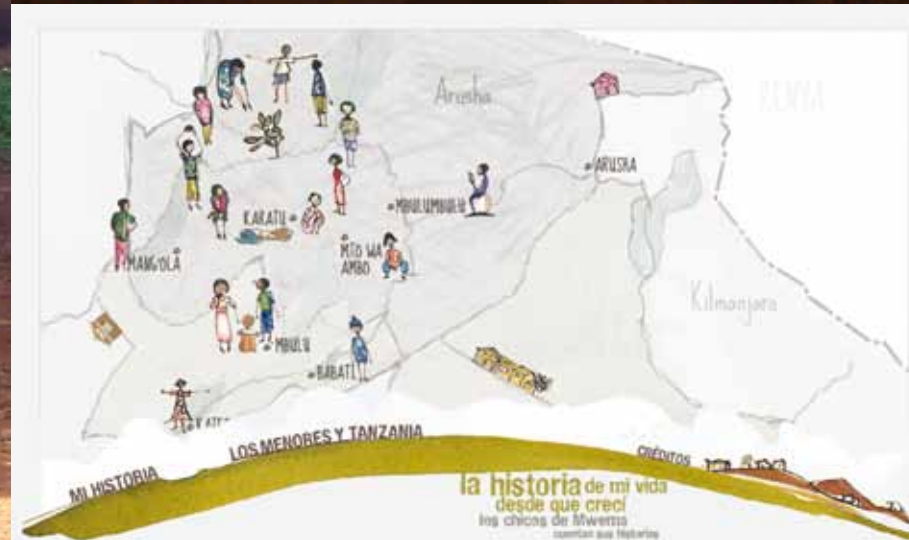 Arusha
KENYA
ARUSHA
MBULUMBULU
KARATU
MTO WA
AMBO
MANG'OLA
Kilmanjaro
MBULU
BABATI
MI HISTORIA
LOS MENORES Y TANZANIA
CRÉDITOS
la historia de mi vida
desde que crecí
los chicos de Mwema
cuentan sus historias